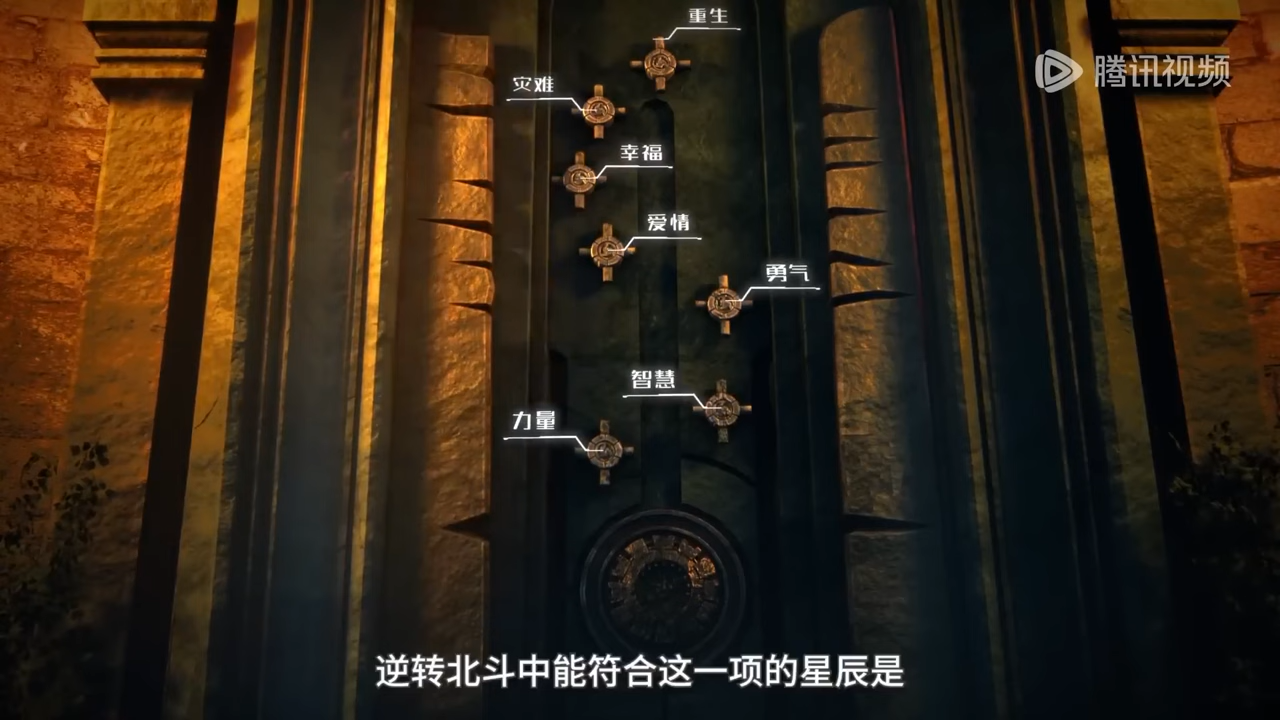 重生
腾讯视频
灾难
幸福
爱情
勇气
智慧
力量
逆转北斗中能符合这一项的星辰是